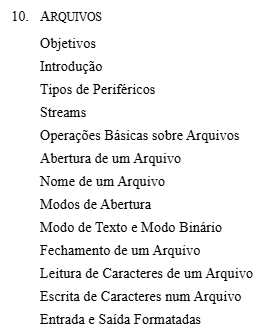 10. ARQUIVOS
Objetivos
Introdução
Tipos de Periféricos
Streams
Operações Básicas sobre Arquivos
Abertura de um Arquivo
Nome de um Arquivo
Modos de Abertura
Modo de Texto e Modo Binário
Fechamento de um Arquivo
Leitura de Caracteres de um Arquivo
Escrita de Caracteres num Arquivo
Entrada e Saída Formatadas